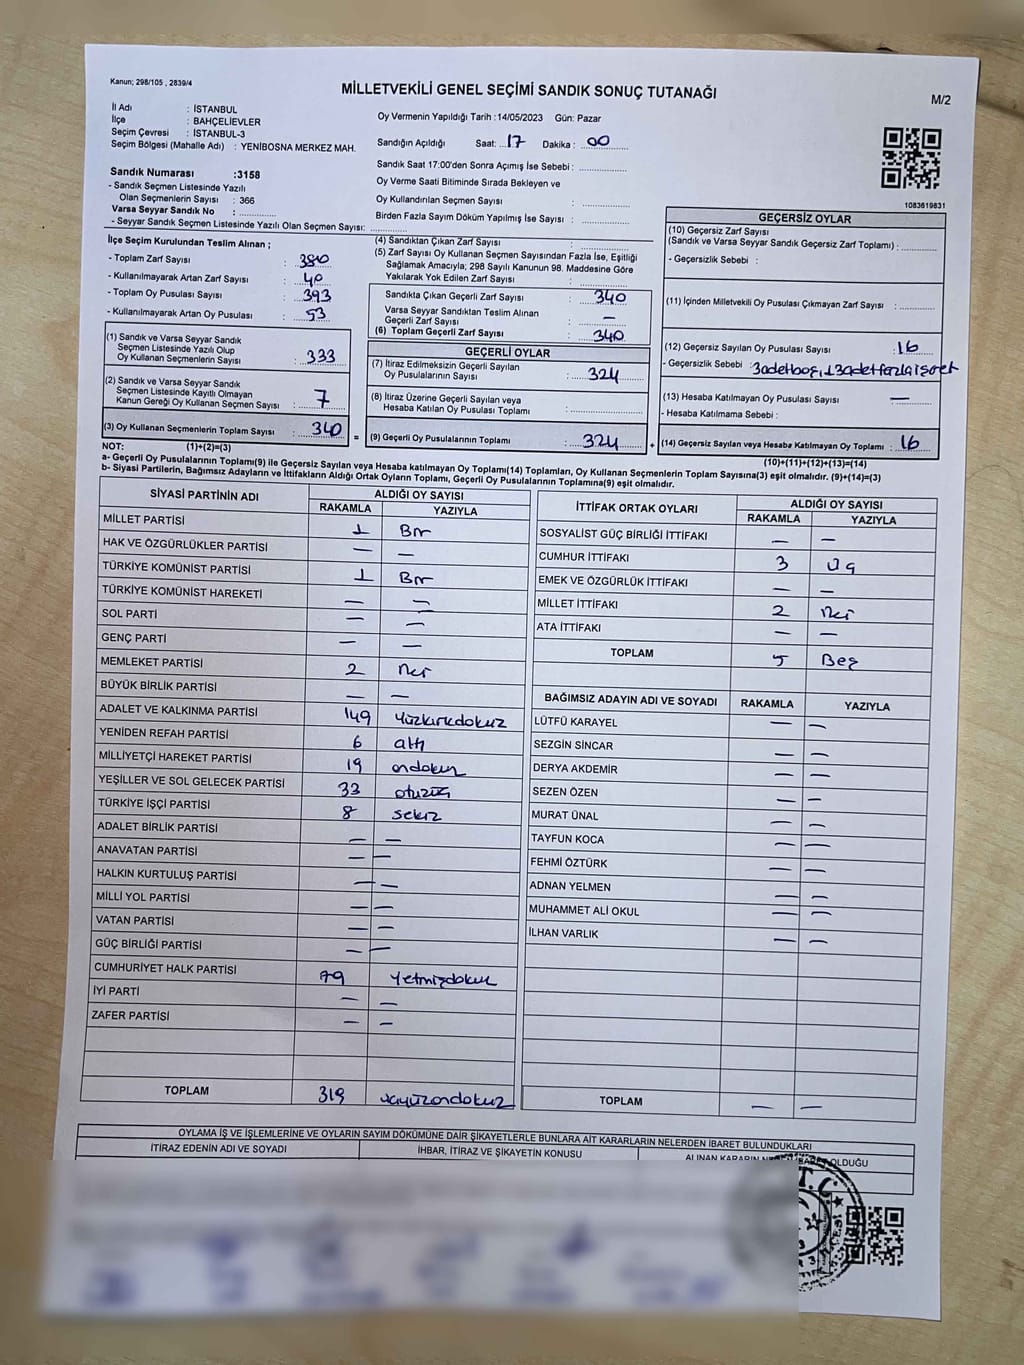 Kanun; 298/105 , 2839/4
MİLLETVEKİLİ GENEL SEÇİMİ SANDIK SONUÇ TUTANAĞI
M/2
İl Adı : İSTANBUL
İlçe : BAHÇELİEVLER
Seçim Çevresi : İSTANBUL-3
Seçim Bölgesi (Mahalle Adı) : YENİBOSNA MERKEZ MAH.
Oy Vermenin Yapıldığı Tarih :14/05/2023 Gün: Pazar
Sandığın Açıldığı Saat: 17 Dakika : 00
Sandık Saat 17:00'den Sonra Açımış İse Sebebi :
Oy Verme Saati Bitiminde Sırada Bekleyen ve
Oy Kullandırılan Seçmen Sayısı :
Birden Fazla Sayım Döküm Yapılmış İse Sayısı :
Sandık Numarası :3158
- Sandık Seçmen Listesinde Yazılı
Olan Seçmenlerin Sayısı : 366
Varsa Seyyar Sandık No :
- Seyyar Sandık Seçmen Listesinde Yazılı Olan Seçmen Sayısı:
1083619831
İlçe Seçim Kurulundan Teslim Alınan ;
- Toplam Zarf Sayısı : 380
- Kullanılmayarak Artan Zarf Sayısı : 40
- Toplam Oy Pusulası Sayısı : 393
- Kullanılmayarak Artan Oy Pusulası : 53
(1) Sandık ve Varsa Seyyar Sandık
Seçmen Listesinde Yazılı Olup
Oy Kullanan Seçmenlerin Sayısı : 333
(2) Sandık ve Varsa Seyyar Sandık
Seçmen Listesinde Kayıtlı Olmayan
Kanun Gereği Oy Kullanan Seçmen Sayısı : 7
(3) Oy Kullanan Seçmenlerin Toplam Sayısı : 340
(4) Sandıktan Çıkan Zarf Sayısı :
(5) Zarf Sayısı Oy Kullanan Seçmen Sayısından Fazla İse, Eşitliği
Sağlamak Amacıyla; 298 Sayılı Kanunun 98. Maddesine Göre
Yakılarak Yok Edilen Zarf Sayısı :
Sandıkta Çıkan Geçerli Zarf Sayısı : 340
Varsa Seyyar Sandıktan Teslim Alınan
Geçerli Zarf Sayısı : —
(6) Toplam Geçerli Zarf Sayısı : 340
GEÇERLİ OYLAR
(7) İtiraz Edilmeksizin Geçerli Sayılan
Oy Pusulalarının Sayısı : 324
(8) İtiraz Üzerine Geçerli Sayılan veya
Hesaba Katılan Oy Pusulası Toplamı :
= (9) Geçerli Oy Pusulalarının Toplamı : 324 +
GEÇERSİZ OYLAR
(10) Geçersiz Zarf Sayısı
(Sandık ve Varsa Seyyar Sandık Geçersiz Zarf Toplamı) :
- Geçersizlik Sebebi :
(11) İçinden Milletvekili Oy Pusulası Çıkmayan Zarf Sayısı :
(12) Geçersiz Sayılan Oy Pusulası Sayısı : 16
- Geçersizlik Sebebi : 3adetboş, 13adetfazlaişaret
(13) Hesaba Katılmayan Oy Pusulası Sayısı : —
- Hesaba Katılmama Sebebi :
(14) Geçersiz Sayılan veya Hesaba Katılmayan Oy Toplamı : 16
NOT: (1)+(2)=(3)
(10)+(11)+(12)+(13)=(14)
a- Geçerli Oy Pusulalarının Toplamı(9) ile Geçersiz Sayılan veya Hesaba katılmayan Oy Toplamı(14) Toplamları, Oy Kullanan Seçmenlerin Toplam Sayısına(3) eşit olmalıdır. (9)+(14)=(3)
b- Siyasi Partilerin, Bağımsız Adayların ve İttifakların Aldığı Ortak Oyların Toplamı, Geçerli Oy Pusulalarının Toplamına(9) eşit olmalıdır.
SİYASİ PARTİNİN ADI ALDIĞI OY SAYISI
RAKAMLA YAZIYLA
MİLLET PARTİSİ 1 Bir
HAK VE ÖZGÜRLÜKLER PARTİSİ — —
TÜRKİYE KOMÜNİST PARTİSİ 1 Bir
TÜRKİYE KOMÜNİST HAREKETİ — —
SOL PARTİ — —
GENÇ PARTİ — —
MEMLEKET PARTİSİ 2 iki
BÜYÜK BİRLİK PARTİSİ — —
ADALET VE KALKINMA PARTİSİ 149 yüzkırkdokuz
YENİDEN REFAH PARTİSİ 6 altı
MİLLİYETÇİ HAREKET PARTİSİ 19 ondokuz
YEŞİLLER VE SOL GELECEK PARTİSİ 33 otuzüç
TÜRKİYE İŞÇİ PARTİSİ 8 sekiz
ADALET BİRLİK PARTİSİ — —
ANAVATAN PARTİSİ — —
HALKIN KURTULUŞ PARTİSİ — —
MİLLİ YOL PARTİSİ — —
VATAN PARTİSİ — —
GÜÇ BİRLİĞİ PARTİSİ — —
CUMHURİYET HALK PARTİSİ 79 Yetmişdokuz
İYİ PARTİ — —
ZAFER PARTİSİ — —
TOPLAM 319 üçyüzondokuz
İTTİFAK ORTAK OYLARI ALDIĞI OY SAYISI
RAKAMLA YAZIYLA
SOSYALİST GÜÇ BİRLİĞİ İTTİFAKI — —
CUMHUR İTTİFAKI 3 Üç
EMEK VE ÖZGÜRLÜK İTTİFAKI — —
MİLLET İTTİFAKI 2 iki
ATA İTTİFAKI — —
TOPLAM 5 Beş
BAĞIMSIZ ADAYIN ADI VE SOYADI RAKAMLA YAZIYLA
LÜTFÜ KARAYEL — —
SEZGİN SİNCAR — —
DERYA AKDEMİR — —
SEZEN ÖZEN — —
MURAT ÜNAL — —
TAYFUN KOCA — —
FEHMİ ÖZTÜRK — —
ADNAN YELMEN — —
MUHAMMET ALİ OKUL — —
İLHAN VARLIK — —
TOPLAM — —
OYLAMA İŞ VE İŞLEMLERİNE VE OYLARIN SAYIM DÖKÜMÜNE DAİR ŞİKAYETLERLE BUNLARA AİT KARARLARIN NELERDEN İBARET BULUNDUKLARI
İTİRAZ EDENİN ADI VE SOYADI İHBAR, İTİRAZ VE ŞİKAYETİN KONUSU ALINAN KARARIN OLDUĞU
T.C.